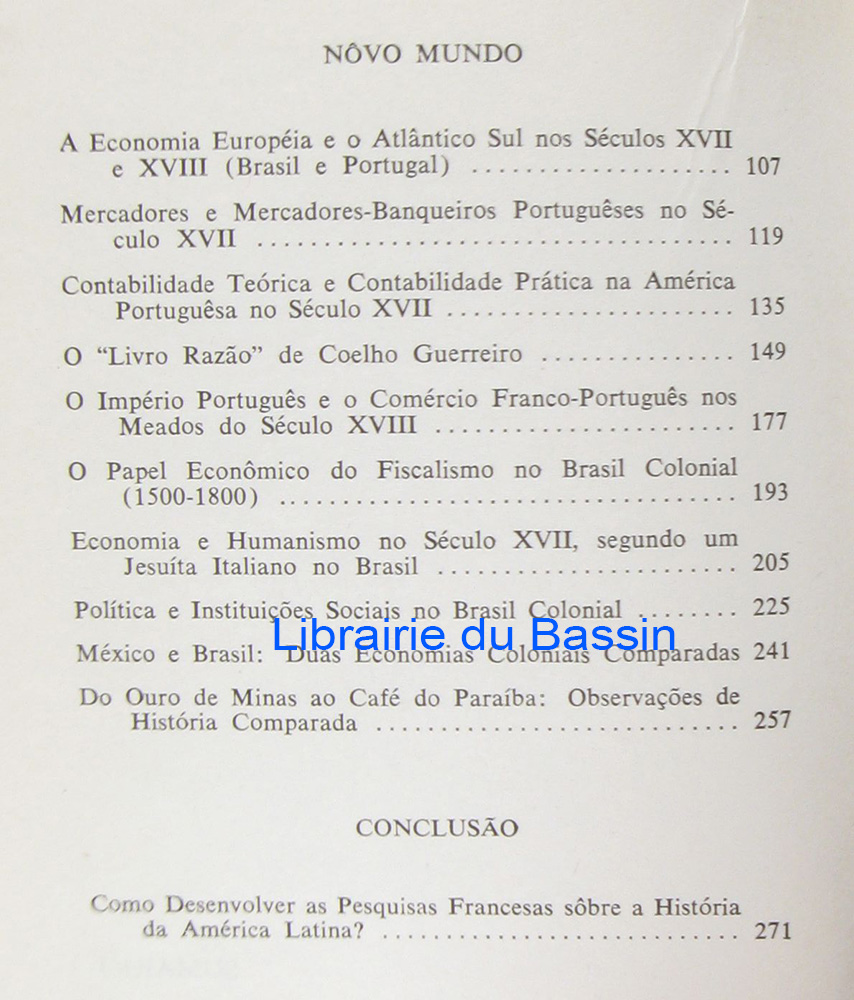 NÔVO MUNDO
A Economia Européia e o Atlântico Sul nos Séculos XVII
e XVIII (Brasil e Portugal) ..................... 107
Mercadores e Mercadores-Banqueiros Portuguêses no Sé-
culo XVII ...................................... 119
Contabilidade Teórica e Contabilidade Prática na América
Portuguêsa no Século XVII ....................... 135
O "Livro Razão" de Coelho Guerreiro ................ 149
O Império Português e o Comércio Franco-Português nos
Meados do Século XVIII ........................ 177
O Papel Econômico do Fiscalismo no Brasil Colonial
(1500-1800) ..................................... 193
Economia e Humanismo no Século XVII, segundo um
Jesuíta Italiano no Brasil ........................ 205
Política e Instituições Sociais no Brasil Colonial ........ 225
Librairie du Bassin
México e Brasil: Duas Economias Coloniais Comparadas 241
Do Ouro de Minas ao Café do Paraíba: Observações de
História Comparada ............................. 257
CONCLUSÃO
Como Desenvolver as Pesquisas Francesas sôbre a História
da América Latina? ............................. 271